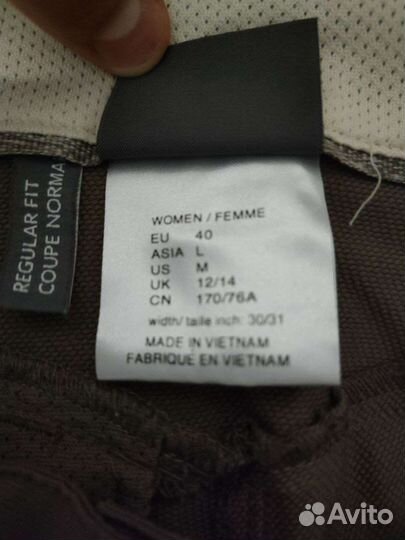 REGULAR FIT
COUPE NORMA
WOMEN / FEMME
EU 40
ASIA L
US M
UK 12/14
CN 170/76A
width/ taille inch: 30/31
MADE IN VIETNAM
FABRIQUE EN VIETNAM
Avito